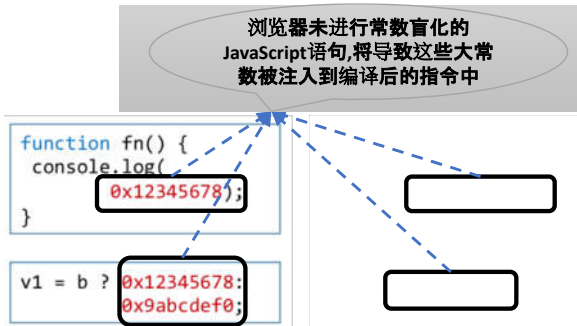 浏览器未进行常数盲化的
JavaScript语句,将导致这些大常
数被注入到编译后的指令中
function fn() {
console.log(
0x12345678);
}
v1 = b ? 0x12345678:
0x9abcdef0;